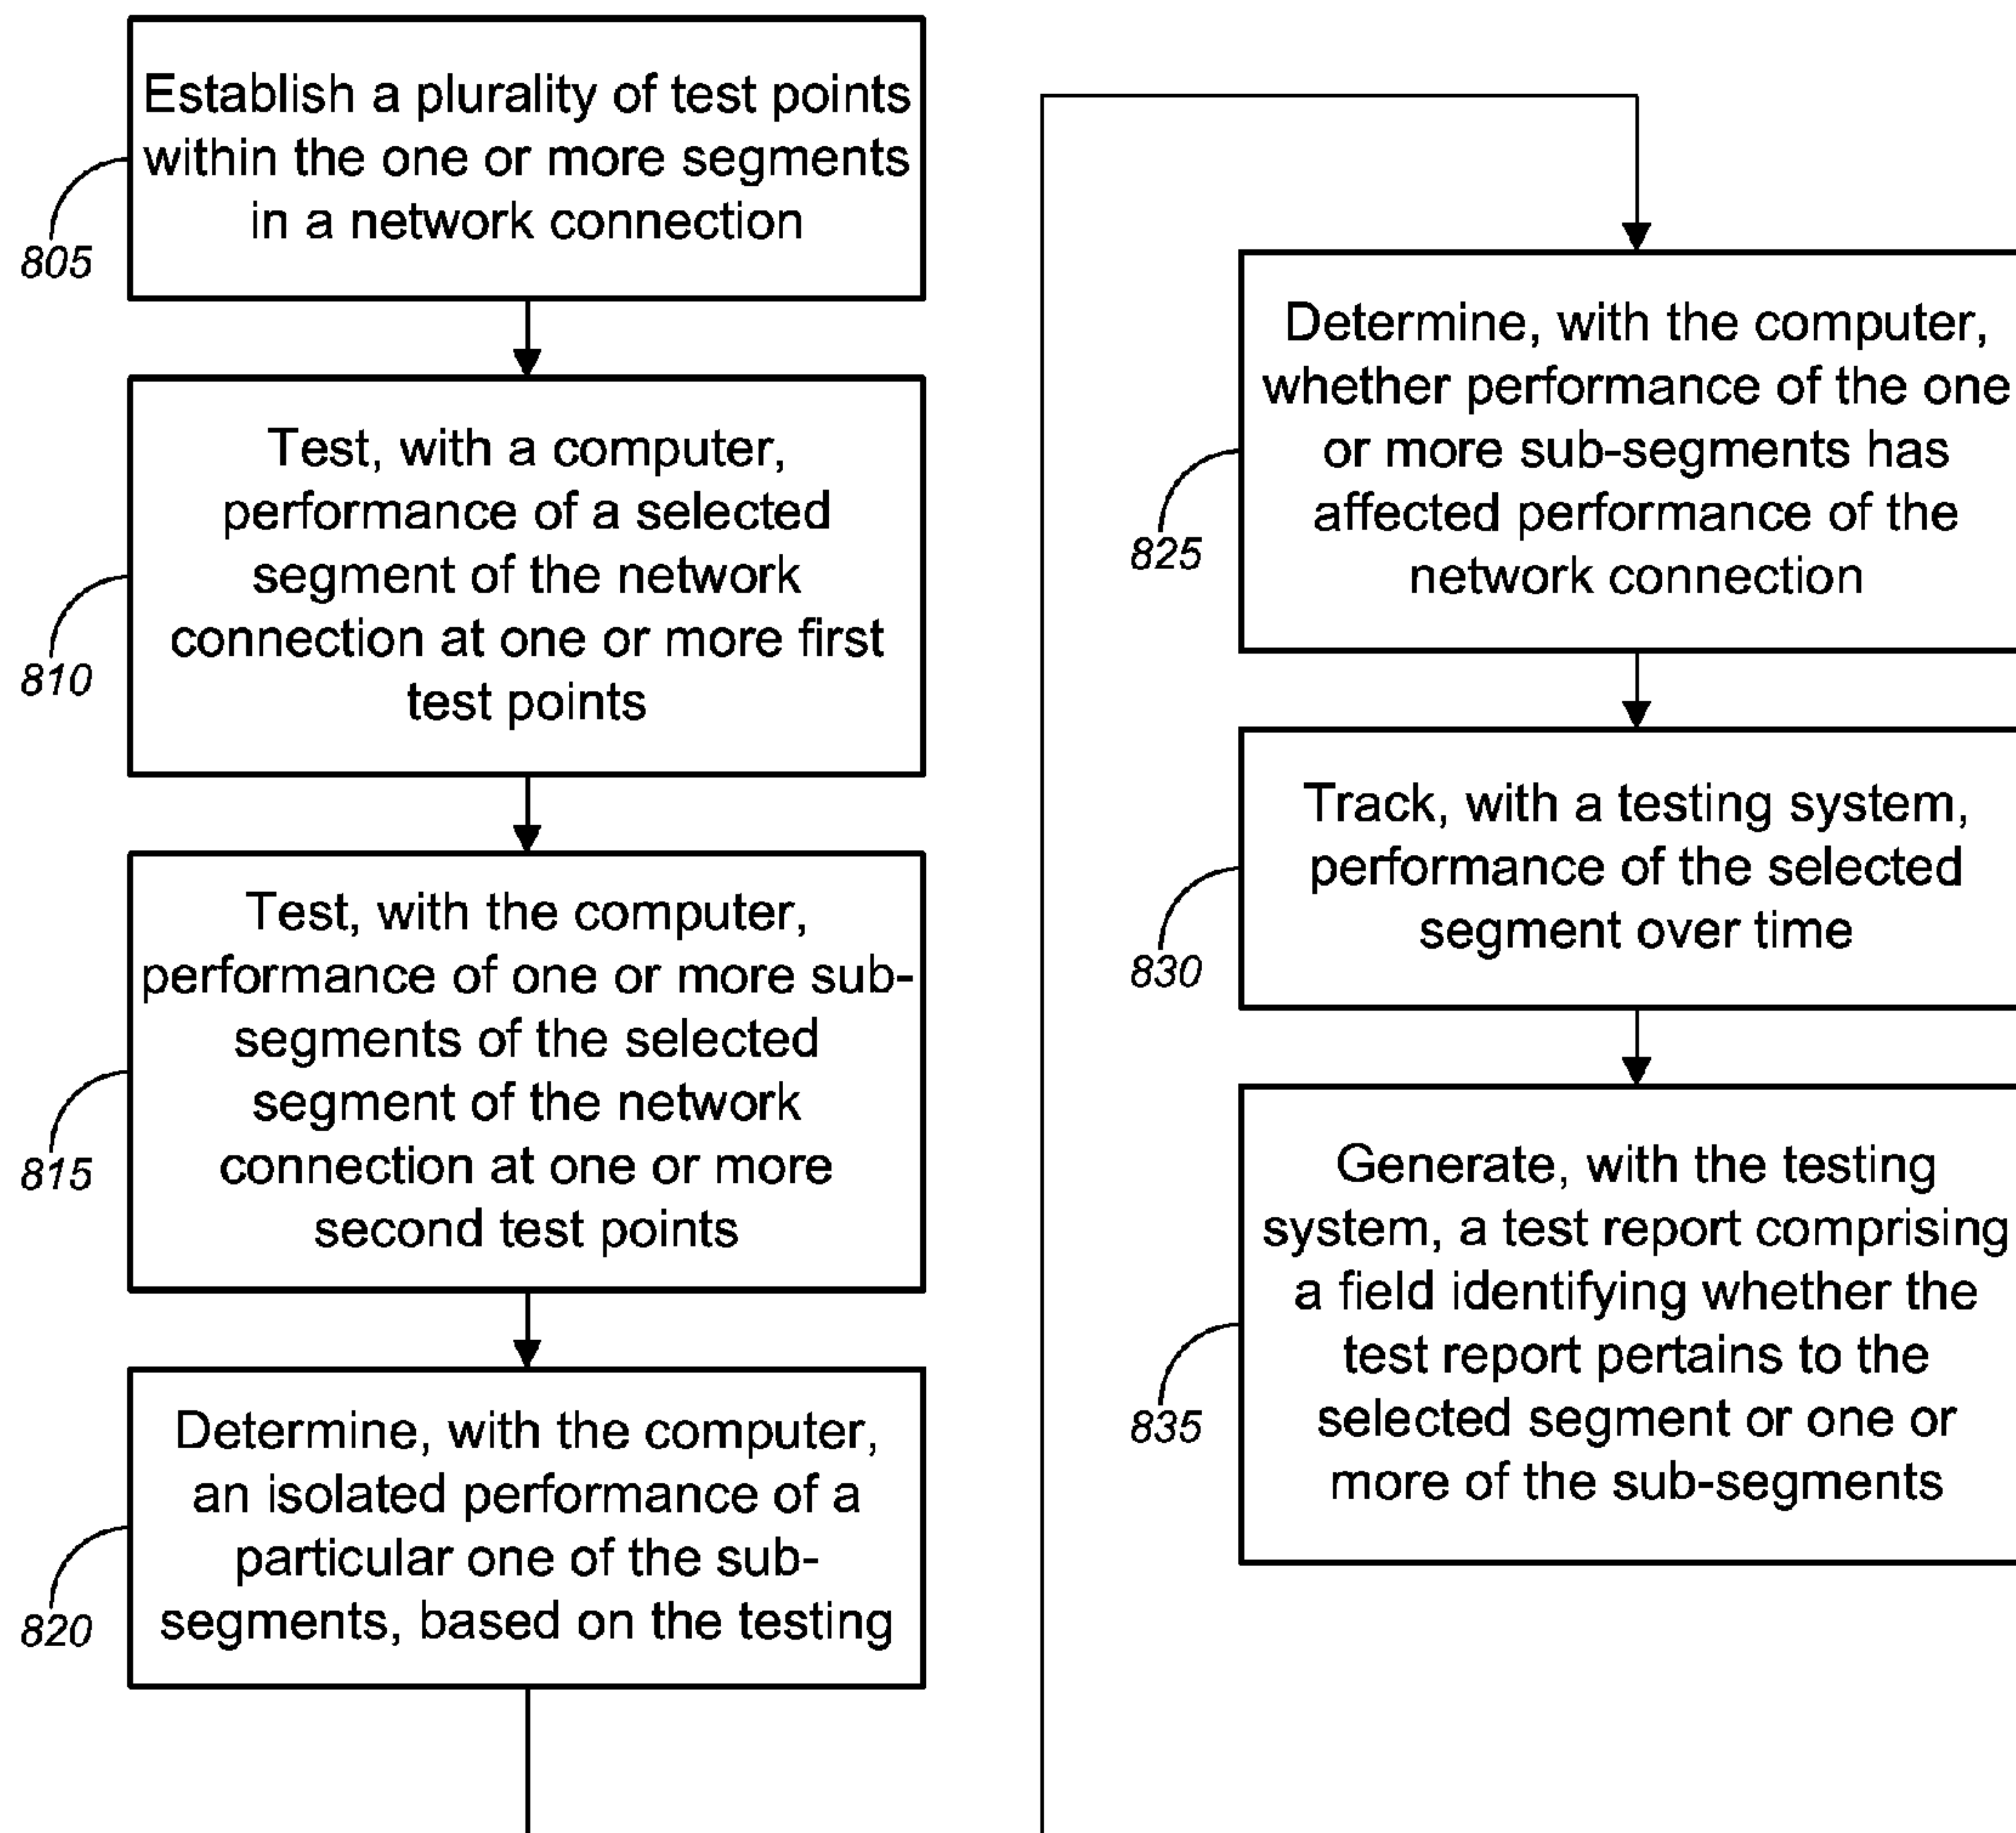 Establish a plurality of test points
within the one or more segments
in a network connection
805
Test, with a computer,
performance of a selected
segment of the network
connection at one or more first
test points
810
Test, with the computer,
performance of one or more sub-
segments of the selected
segment of the network
connection at one or more
second test points
815
Determine, with the computer,
an isolated performance of a
particular one of the sub-
segments, based on the testing
820
Determine, with the computer,
whether performance of the one
or more sub-segments has
affected performance of the
network connection
825
Track, with a testing system,
performance of the selected
segment over time
830
Generate, with the testing
system, a test report comprising
a field identifying whether the
test report pertains to the
selected segment or one or
more of the sub-segments
835